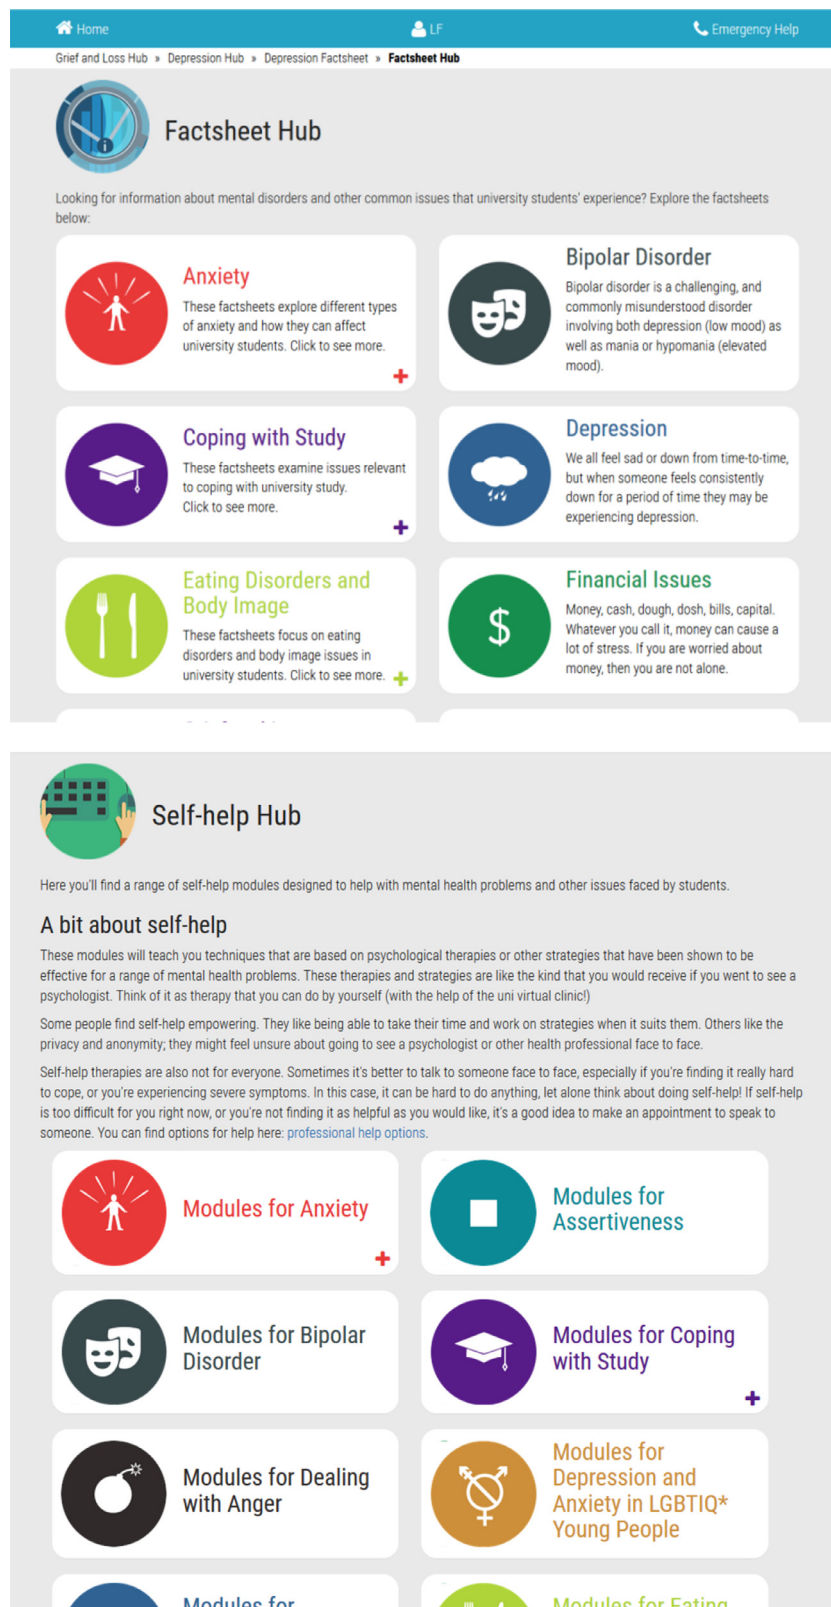 Home
LF
Emergency Help
Grief and Loss Hub » Depression Hub » Depression Factsheet » Factsheet Hub
Factsheet Hub
Looking for information about mental disorders and other common issues that university students' experience? Explore the factsheets
below:
Anxiety
These factsheets explore different types
of anxiety and how they can affect
university students. Click to see more.
Bipolar Disorder
Bipolar disorder is a challenging, and
commonly misunderstood disorder
involving both depression (low mood) as
well as mania or hypomania (elevated
mood).
Coping with Study
These factsheets examine issues relevant
to coping with university study.
Click to see more.
Depression
We all feel sad or down from time-to-time,
but when someone feels consistently
down for a period of time they may be
experiencing depression.
Eating Disorders and
Body Image
These factsheets focus on eating
disorders and body image issues in
university students. Click to see more.
Financial Issues
Money, cash, dough, dosh, bills, capital.
Whatever you call it, money can cause a
lot of stress. If you are worried about
money, then you are not alone.
Self-help Hub
Here you'll find a range of self-help modules designed to help with mental health problems and other issues faced by students.
A bit about self-help
These modules will teach you techniques that are based on psychological therapies or other strategies that have been shown to be
effective for a range of mental health problems. These therapies and strategies are like the kind that you would receive if you went to see a
psychologist. Think of it as therapy that you can do by yourself (with the help of the uni virtual clinic!)
Some people find self-help empowering. They like being able to take their time and work on strategies when it suits them. Others like the
privacy and anonymity; they might feel unsure about going to see a psychologist or other health professional face to face.
Self-help therapies are also not for everyone. Sometimes it's better to talk to someone face to face, especially if you're finding it really hard
to cope, or you're experiencing severe symptoms. In this case, it can be hard to do anything, let alone think about doing self-help! If self-help
is too difficult for you right now, or you're not finding it as helpful as you would like, it's a good idea to make an appointment to speak to
someone. You can find options for help here: professional help options.
Modules for Anxiety
Modules for
Assertiveness
Modules for Bipolar
Disorder
Modules for Coping
with Study
Modules for Dealing
with Anger
Modules for
Depression and
Anxiety in LGBTIQ*
Young People
Modules for
Modules for Eating